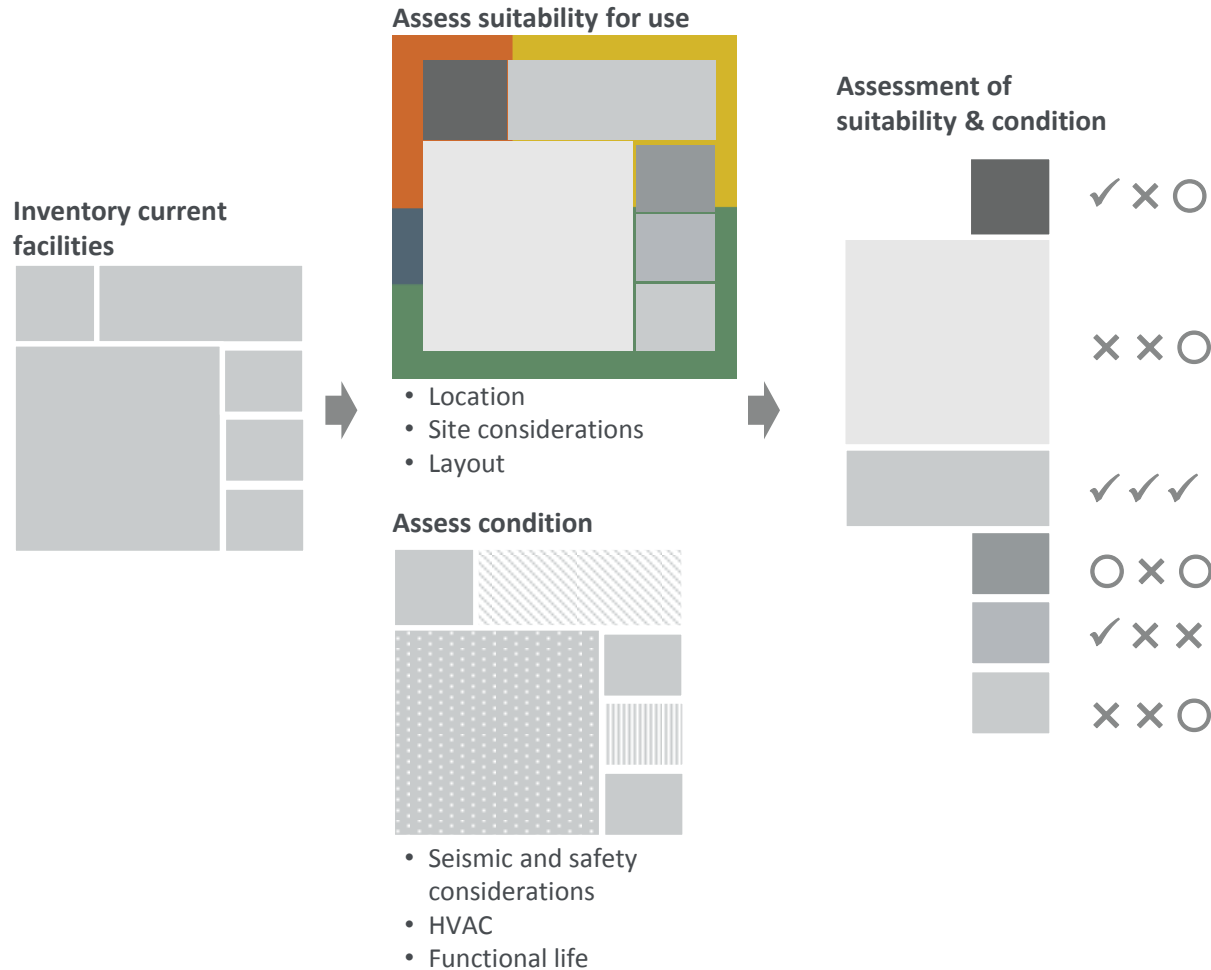 Inventory current
facilities
Assess suitability for use
• Location
• Site considerations
• Layout
Assess condition
• Seismic and safety
considerations
• HVAC
• Functional life
Assessment of
suitability & condition